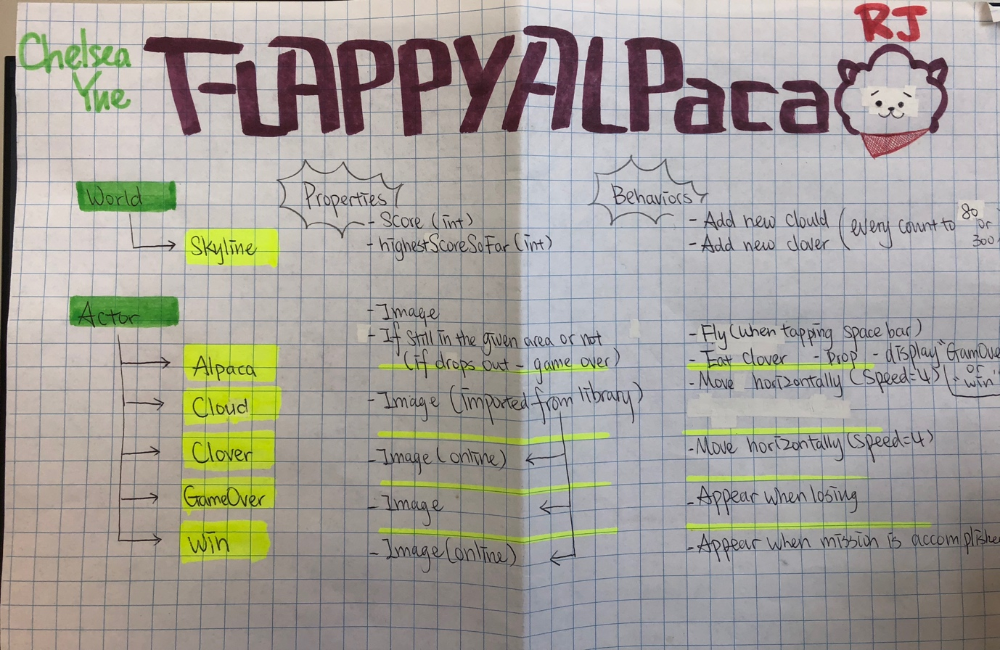 RJ
Chelsea
Yue
FLAPPYALPaca
World
Properties
Behaviors
- Score (int)
- Add new clould (every count to 80
or
300
Skyline
- highestScoreSoFar (int)
- Add new clover
Actor
- Image
- If still in the given area or not
- Fly (when tapping space bar)
Alpaca
(if drops out - game over)
- Eat clover - Drop - display "GamOve
or
"win"
- Move horizontally (speed=4)
Cloud
- Image (imported from library)
Clover
- Image (online)
- Move horizontally (speed=4)
GameOver
- Image
- Appear when losing
Win
- Image (online)
- Appear when mission is accomplishe